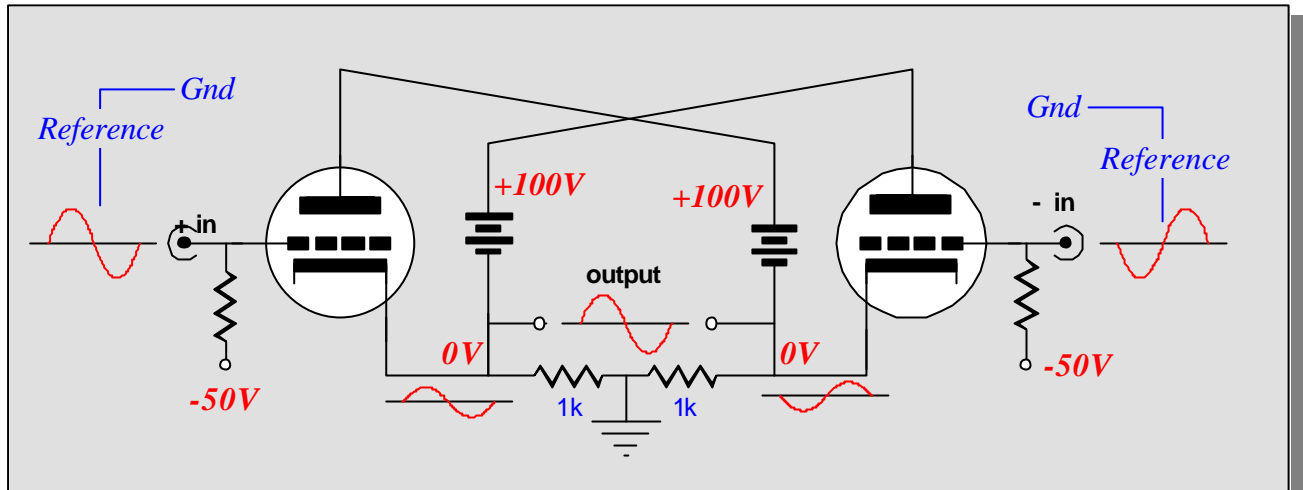 Gnd
Reference
+ in
-50V
+100V
+100V
output
0V
0V
1k
1k
Gnd
Reference
- in
-50V